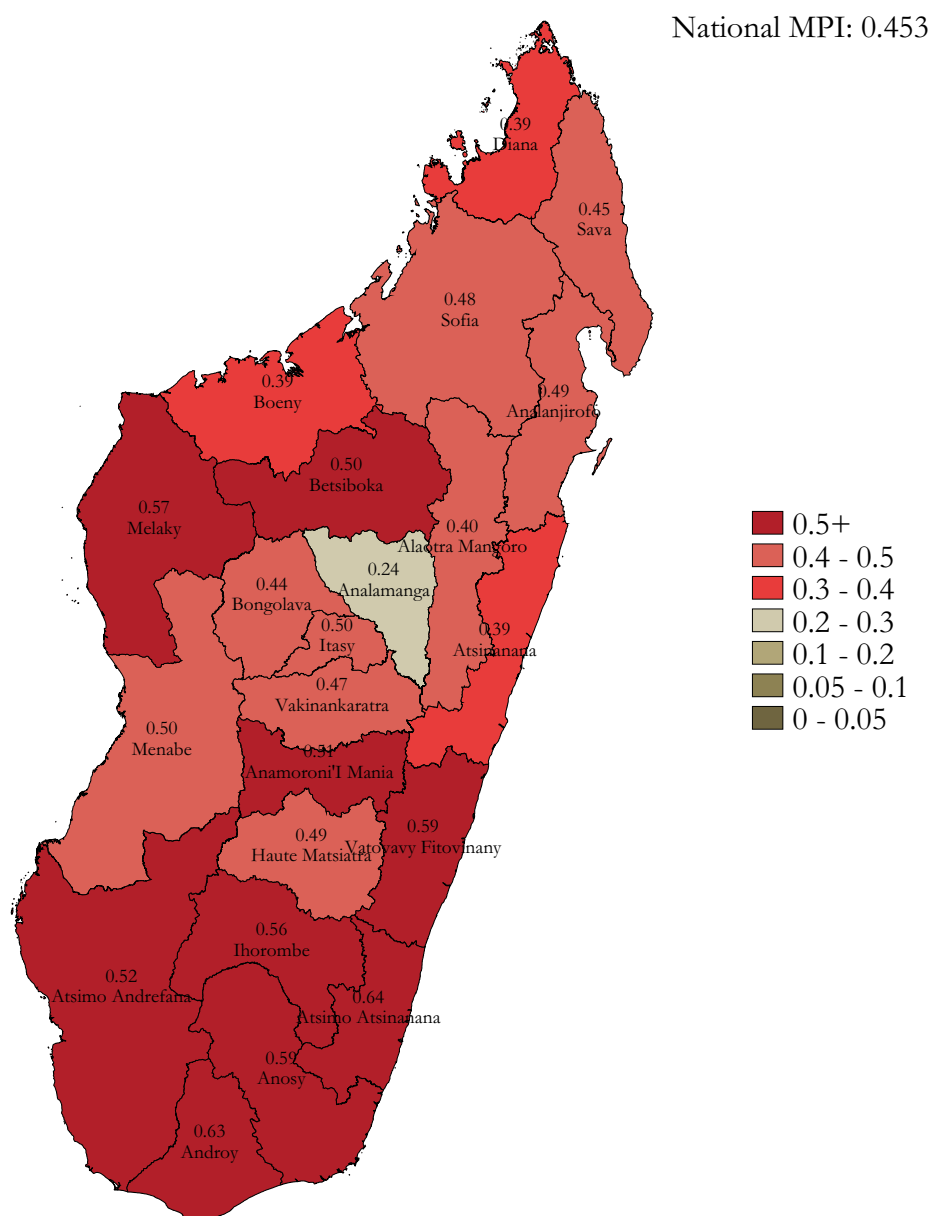 National MPI: 0.453
0.39
Diana
0.45
Sava
0.48
Sofia
0.39
Boeny
0.49
Analanjirofo
0.50
Betsiboka
0.57
Melaky
0.40
Alaotra Mangoro
0.24
Analamanga
0.44
Bongolava
0.50
Itasy
0.39
Atsinanana
0.47
Vakinankaratra
0.50
Menabe
0.51
Anamoroni'I Mania
0.49
Haute Matsiatra
0.59
Vatovavy Fitovinany
0.56
Ihorombe
0.52
Atsimo Andrefana
0.64
Atsimo Atsinanana
0.59
Anosy
0.63
Androy
0.5+
0.4 - 0.5
0.3 - 0.4
0.2 - 0.3
0.1 - 0.2
0.05 - 0.1
0 - 0.05